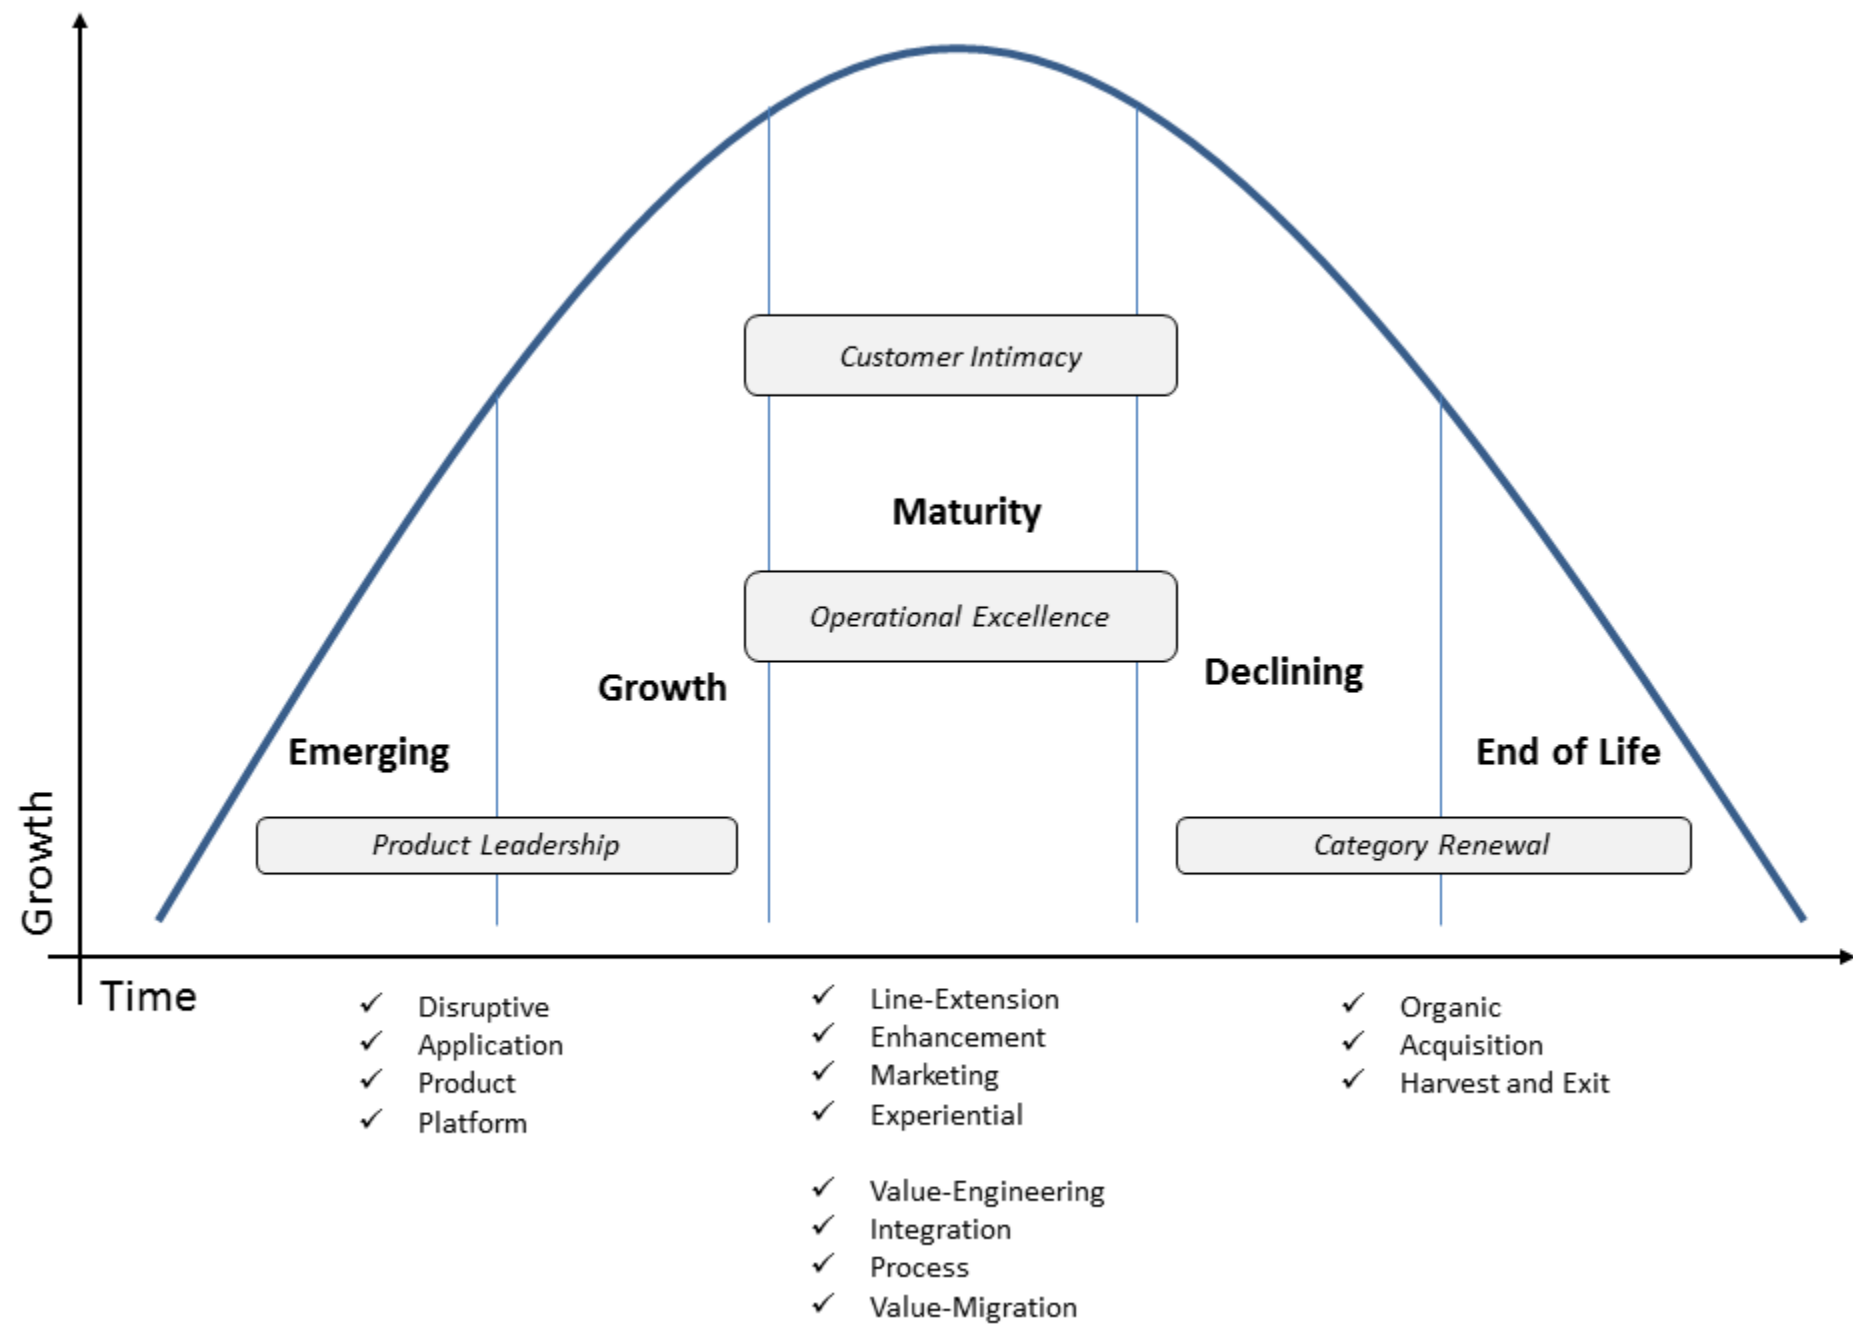 Customer Intimacy
Maturity
Operational Excellence
Growth
Declining
Emerging
End of Life
Product Leadership
Category Renewal
Growth
Time
Disruptive
Application
Product
Platform
Line-Extension
Enhancement
Marketing
Experiential
Value-Engineering
Integration
Process
Value-Migration
Organic
Acquisition
Harvest and Exit